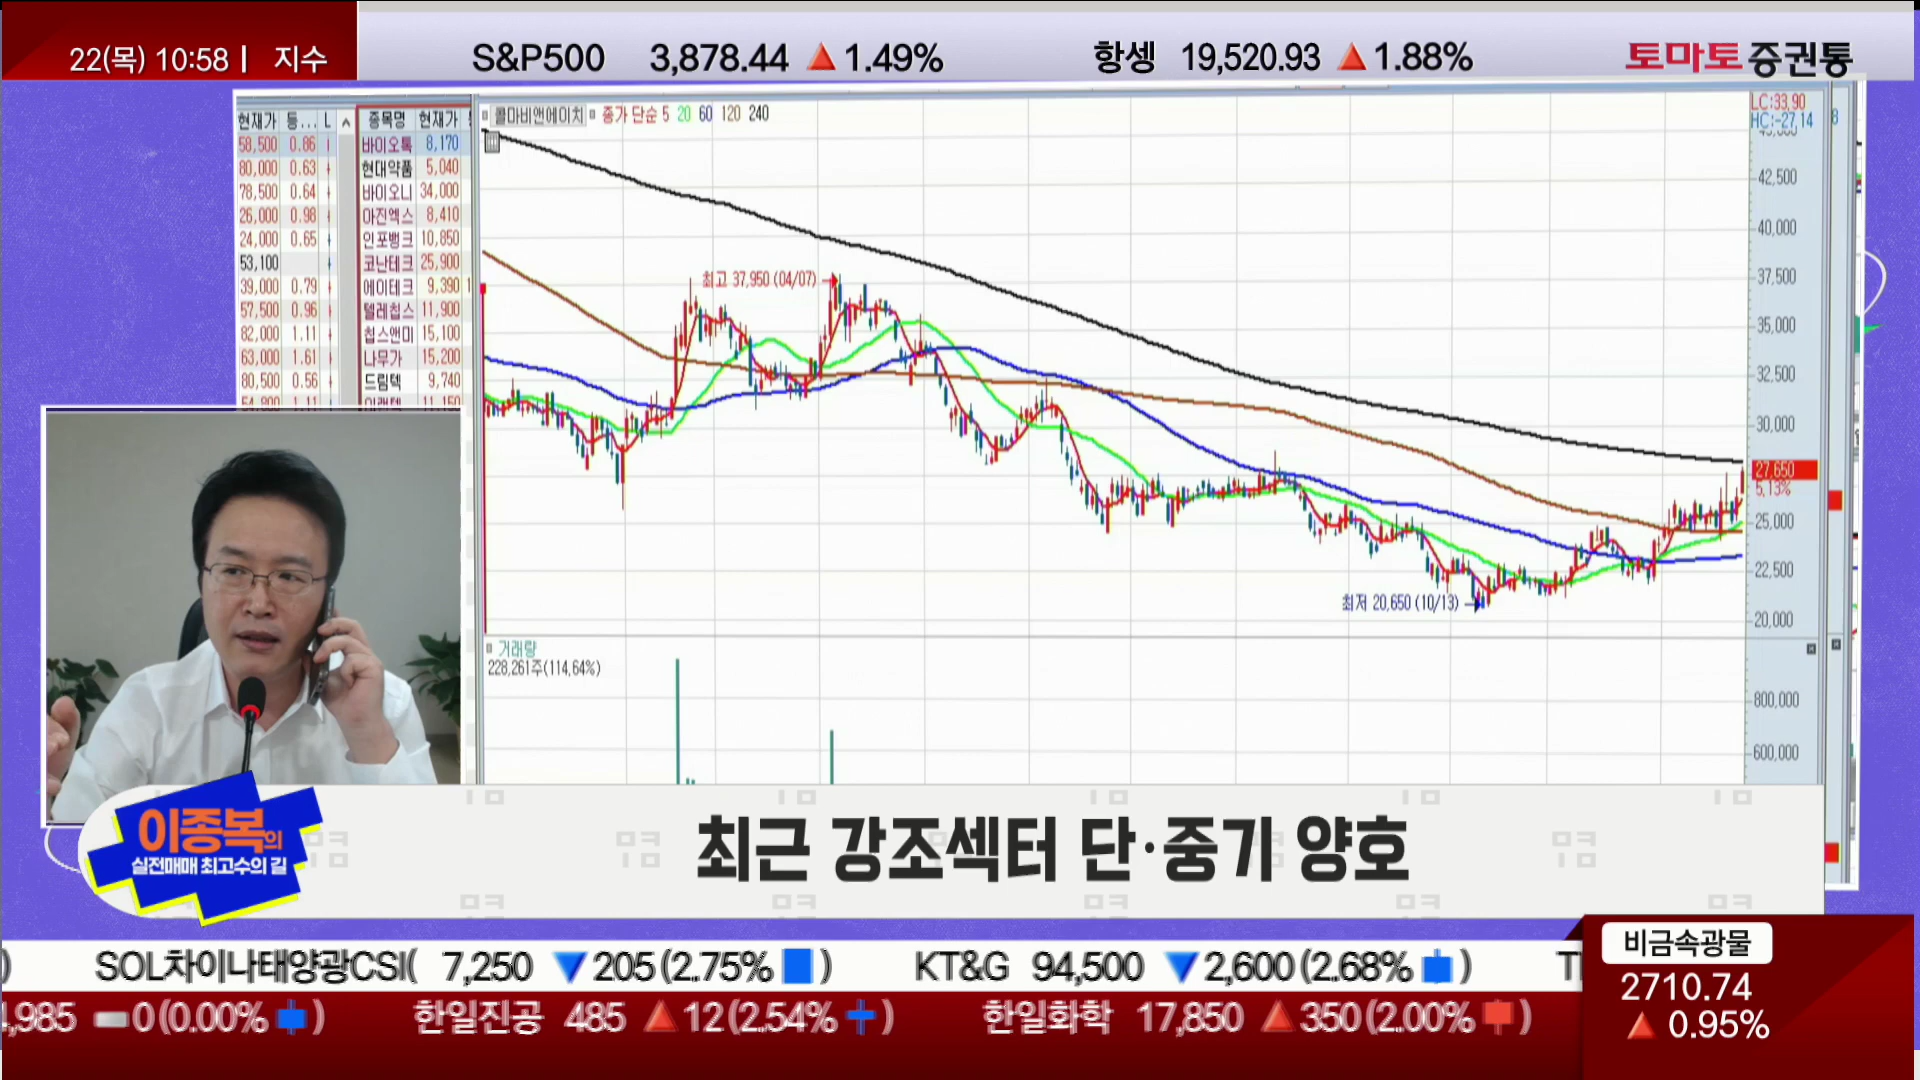 22(목) 10:58 | 지수
S&P500 3,878.44 ▲ 1.49%
항셍 19,520.93 ▲ 1.88%
토마토증권통
현재가 등... L
58,500 0.86
80,000 0.63
78,500 0.64
26,000 0.98
24,000 0.65
53,100
39,000 0.79
57,500 0.96
82,000 1.11
63,000 1.61
80,500 0.56
종목명 현재가
바이오톡 8,170
현대약품 5,040
바이오니 34,000
아진엑스 8,410
인포뱅크 10,850
코난테크 25,900
에이테크 9,390
텔레칩스 11,900
칩스앤미 15,100
나무가 15,200
드림텍 9,740
콜마비앤에이치 종가 단순 5 20 60 120 240
LC:33.90
HC:-27.14
42,500
40,000
37,500
35,000
32,500
30,000
27,650
5.13%
25,000
22,500
20,000
최고 37,950 (04/07)
최저 20,650 (10/13)
거래량
228,261주(114.64%)
800,000
600,000
이종복의
실전매매 최고수의 길
최근 강조섹터 단·중기 양호
SOL차이나태양광CSI( 7,250 ▼205(2.75% )
KT&G 94,500 ▼2,600(2.68% )
,985 0(0.00% )
한일진공 485 ▲12(2.54% )
한일화학 17,850 ▲350(2.00% )
비금속광물
2710.74
▲ 0.95%